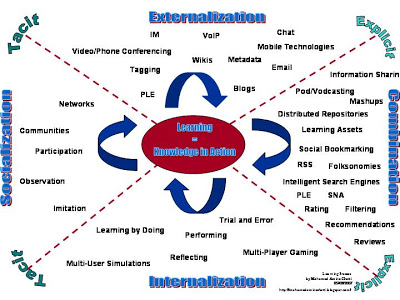 Externalization
Tacit
Explicit
IM
VoIP
Chat
Video/Phone Conferencing
Mobile Technologies
Wikis
Metadata
Tagging
Email
Information Sharin
PLE
Blogs
Pod/Vodcasting
Mashups
Networks
Distributed Repositories
Socialization
Combination
Communities
Learning
=
Knowledge in Action
Learning Assets
Participation
Social Bookmarking
RSS
Folksonomies
Observation
Intelligent Search Engines
PLE
SNA
Imitation
Rating
Filtering
Trial and Error
Recommendations
Learning by Doing
Performing
Reviews
Multi-User Simulations
Reflecting
Multi-Player Gaming
Tacit
Internalization
Explicit